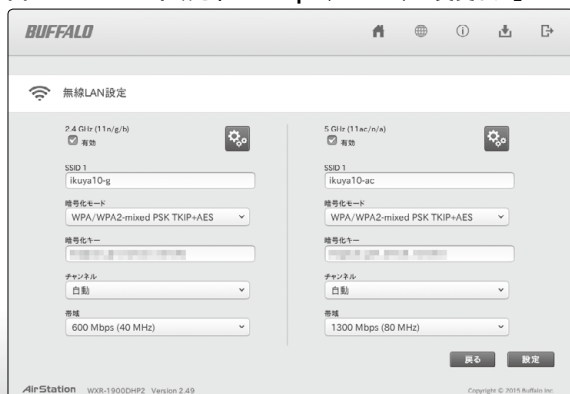 BUFFALO
無線LAN設定
2.4 GHz (11n/g/b)
有効
SSID 1
ikuya10-g
暗号化モード
WPA/WPA2-mixed PSK TKIP+AES
暗号化キー
チャンネル
自動
帯域
600 Mbps (40 MHz)
5 GHz (11ac/n/a)
有効
SSID 1
ikuya10-ac
暗号化モード
WPA/WPA2-mixed PSK TKIP+AES
暗号化キー
チャンネル
自動
帯域
1300 Mbps (80 MHz)
戻る 設定
AirStation WXR-1900DHP2 Version 2.49 Copyright © 2015 Buffalo Inc.